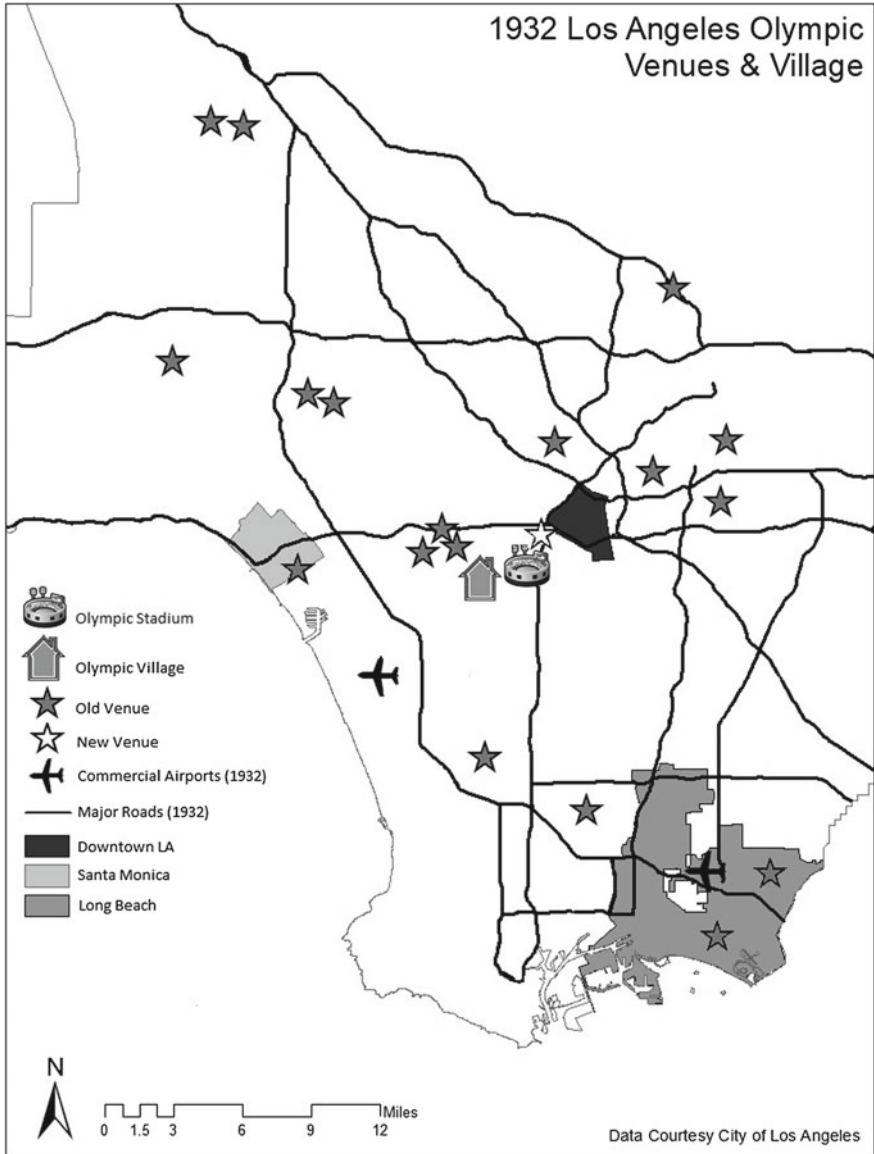 1932 Los Angeles Olympic
Venues & Village
Olympic Stadium
Olympic Village
Old Venue
New Venue
Commercial Airports (1932)
Major Roads (1932)
Downtown LA
Santa Monica
Long Beach
N
Miles
0 1.5 3 6 9 12
Data Courtesy City of Los Angeles